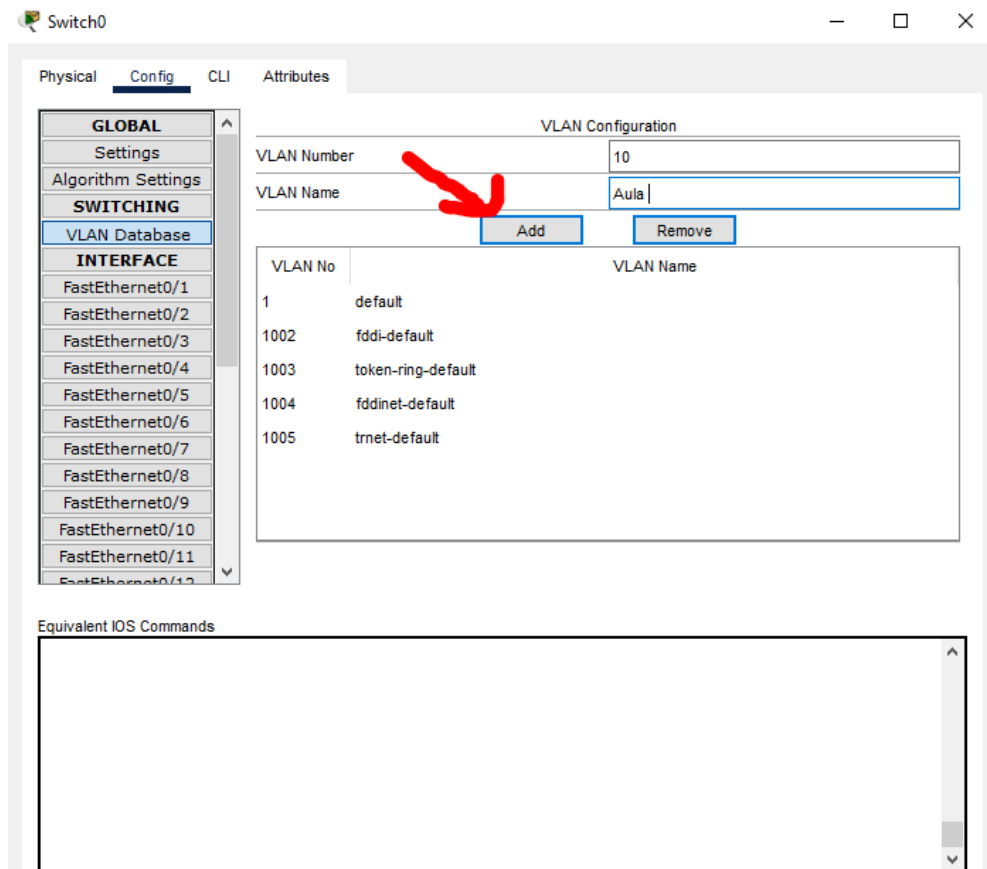 Switch0
Physical Config CLI Attributes
GLOBAL
Settings
Algorithm Settings
SWITCHING
VLAN Database
INTERFACE
FastEthernet0/1
FastEthernet0/2
FastEthernet0/3
FastEthernet0/4
FastEthernet0/5
FastEthernet0/6
FastEthernet0/7
FastEthernet0/8
FastEthernet0/9
FastEthernet0/10
FastEthernet0/11
FastEthernet0/12
VLAN Configuration
VLAN Number 10
VLAN Name Aula
Add Remove
VLAN No VLAN Name
1 default
1002 fddi-default
1003 token-ring-default
1004 fddinet-default
1005 trnet-default
Equivalent IOS Commands